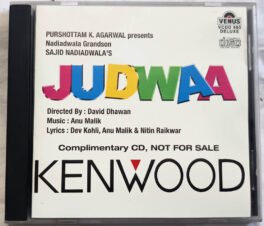 PURSHOTTAM K. AGARWAL presents
Nadiadwala Grandson
SAJID NADIADWALA'S
VENUS
DELUXE
JUDWAA
Directed By : David Dhawan
Music : Anu Malik
Lyrics : Dev Kohli, Anu Malik & Nitin Raikwar
Complimentary CD, NOT FOR SALE
KENWOOD